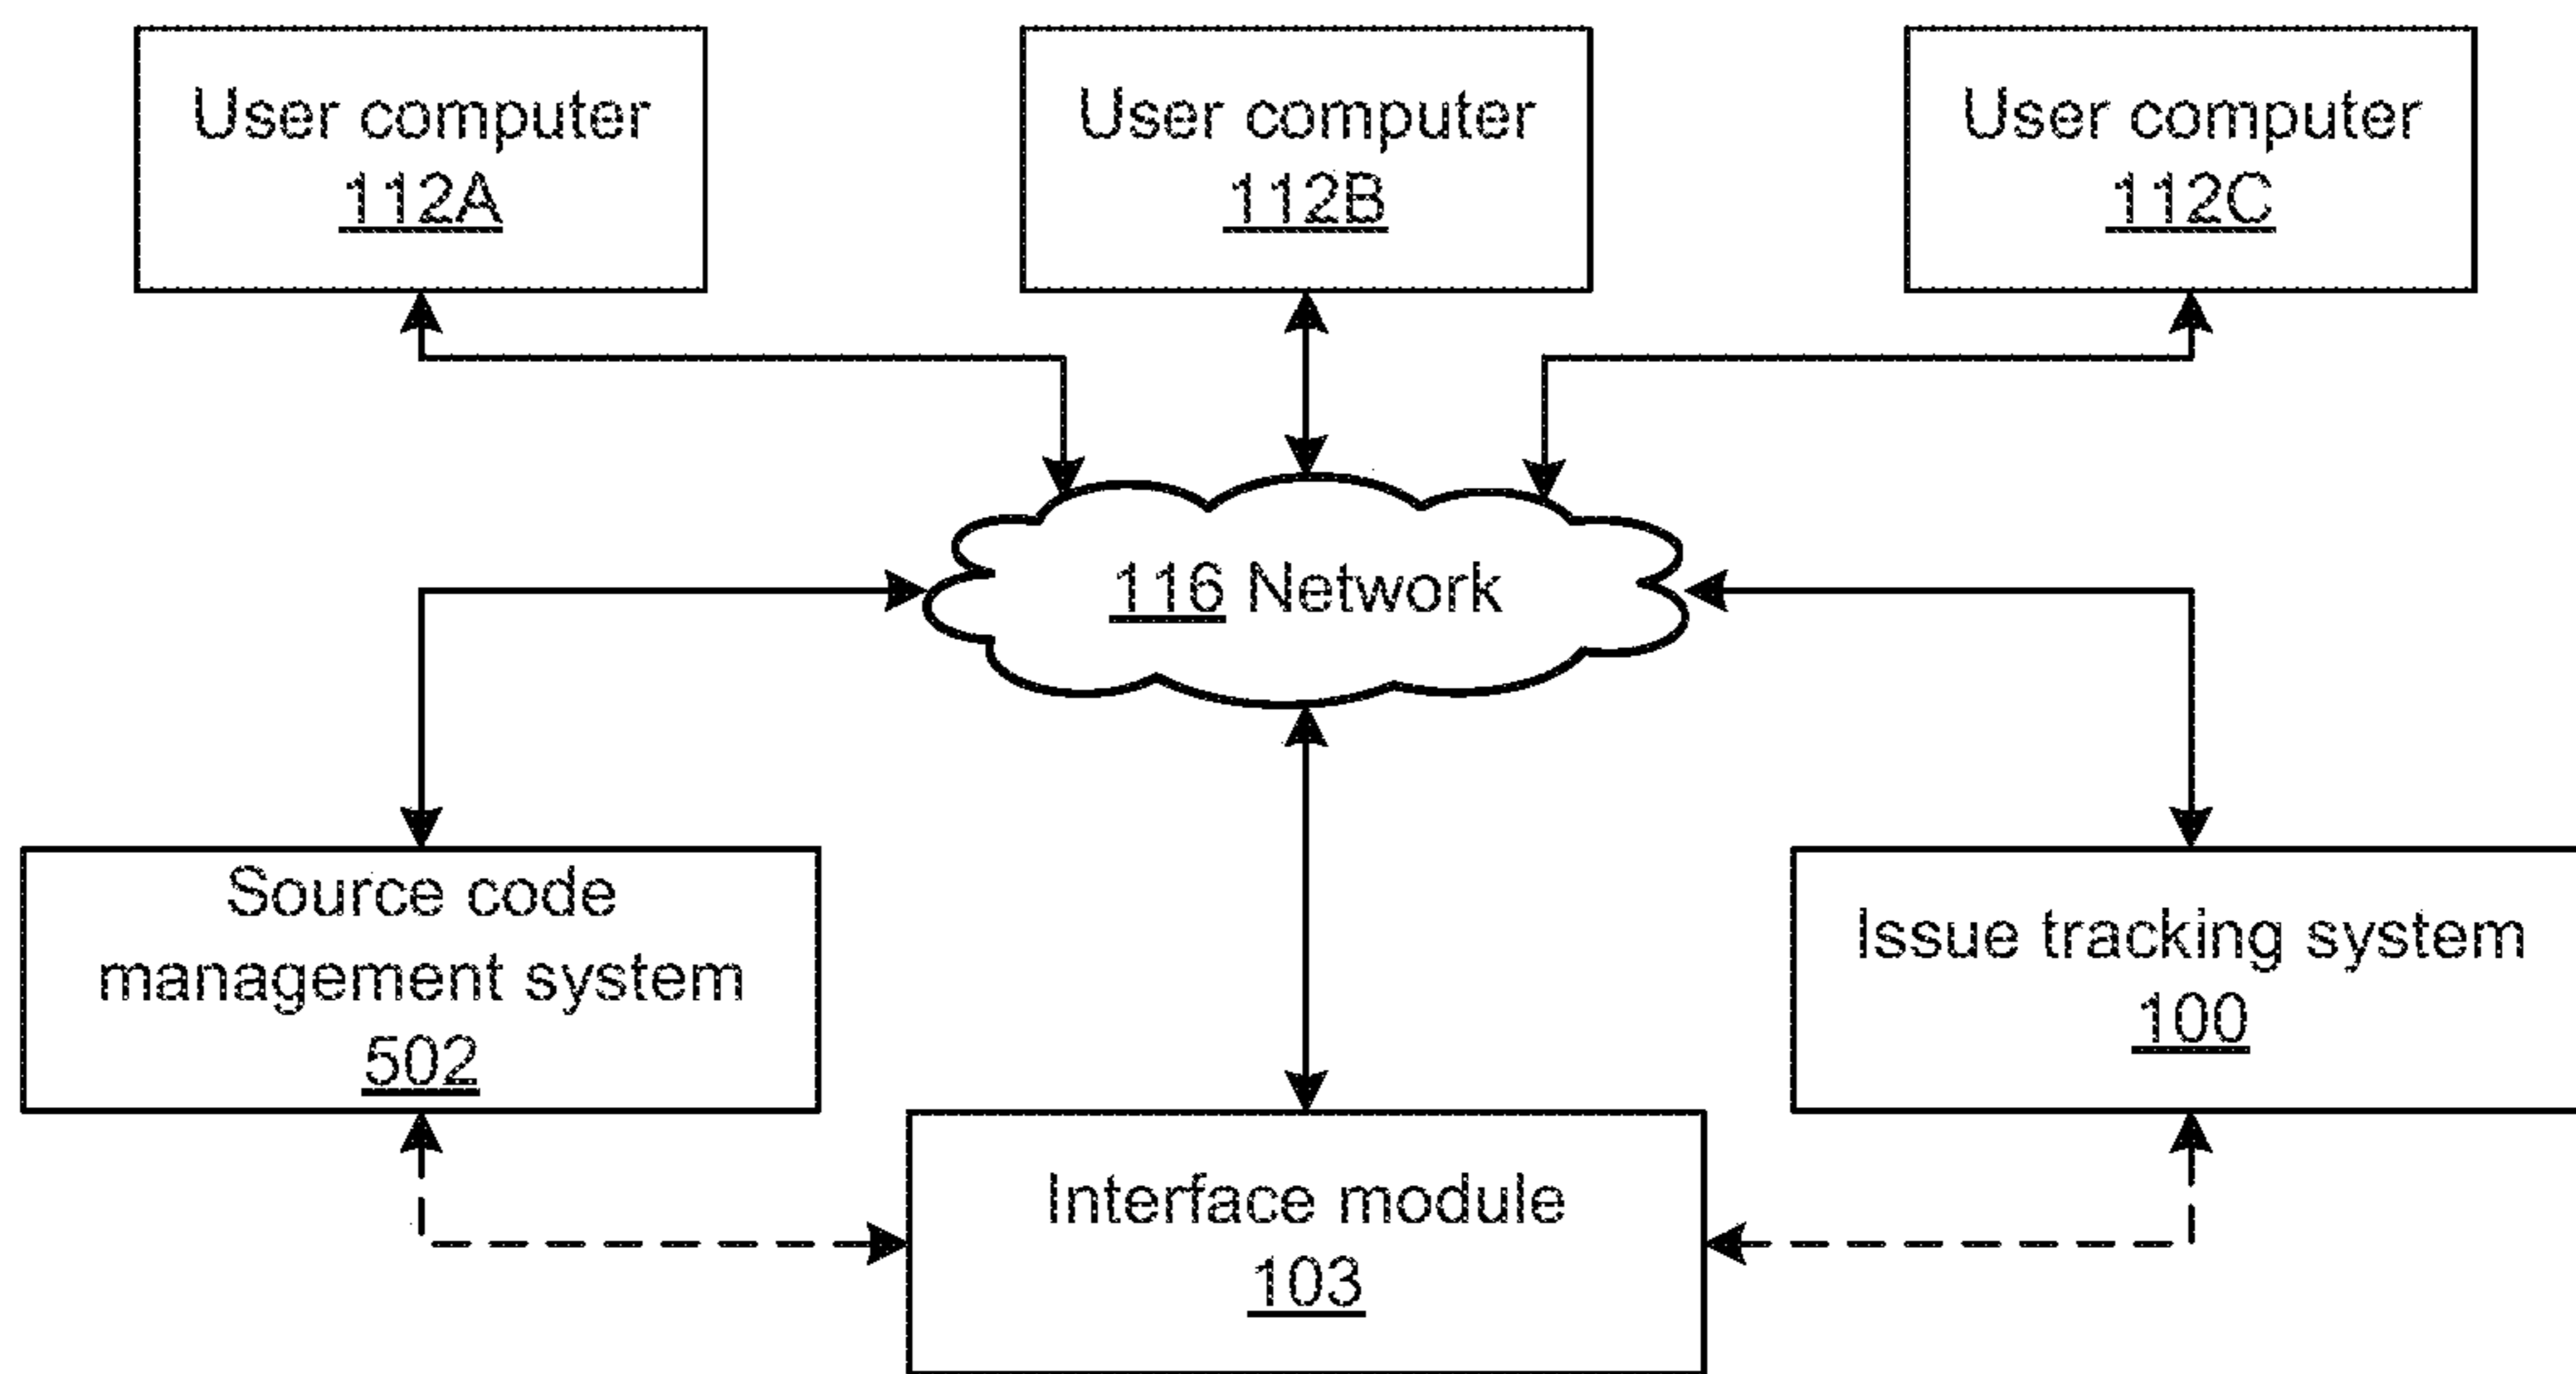 User computer
112A
User computer
112B
User computer
112C
116 Network
Source code
management system
502
Issue tracking system
100
Interface module
103